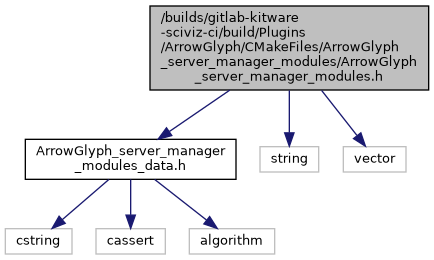 /builds/gitlab-kitware
-sciviz-ci/build/Plugins
/ArrowGlyph/CMakeFiles/ArrowGlyph
_server_manager_modules/ArrowGlyph
_server_manager_modules.h
ArrowGlyph_server_manager
_modules_data.h
string
vector
cstring
cassert
algorithm